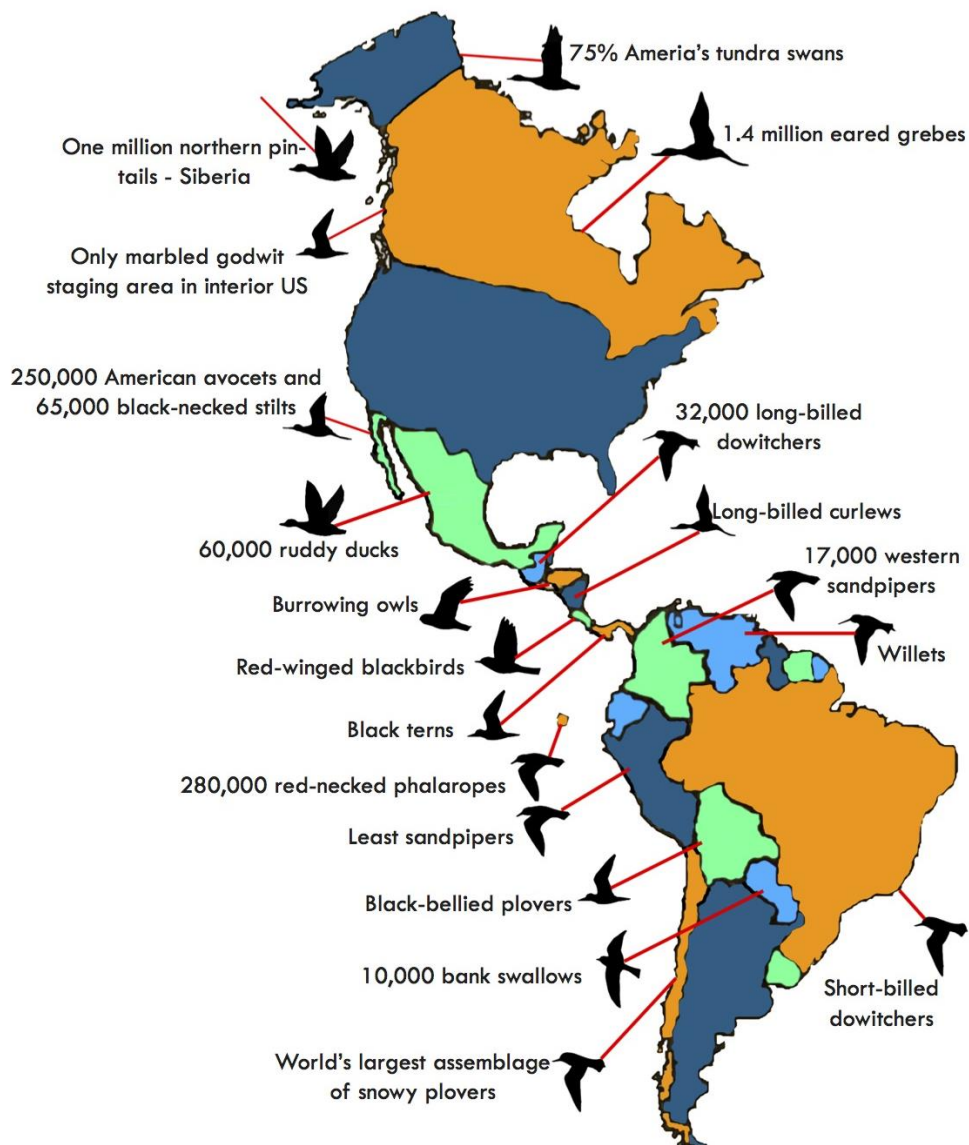 75% Ameria's tundra swans
1.4 million eared grebes
One million northern pin-
tails - Siberia
Only marbled godwit
staging area in interior US
250,000 American avocets and
65,000 black-necked stilts
32,000 long-billed
dowitchers
Long-billed curlews
60,000 ruddy ducks
17,000 western
sandpipers
Burrowing owls
Willets
Red-winged blackbirds
Black terns
280,000 red-necked phalaropes
Least sandpipers
Black-bellied plovers
10,000 bank swallows
Short-billed
dowitchers
World's largest assemblage
of snowy plovers